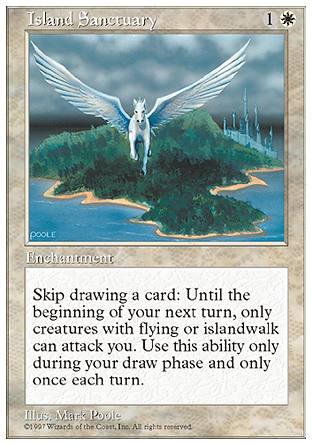 Island Sanctuary 1
POOLE
Enchantment
Skip drawing a card: Until the
beginning of your next turn, only
creatures with flying or islandwalk
can attack you. Use this ability only
during your draw phase and only
once each turn.
Illus. Mark Poole
©1997 Wizards of the Coast, Inc. All rights reserved.